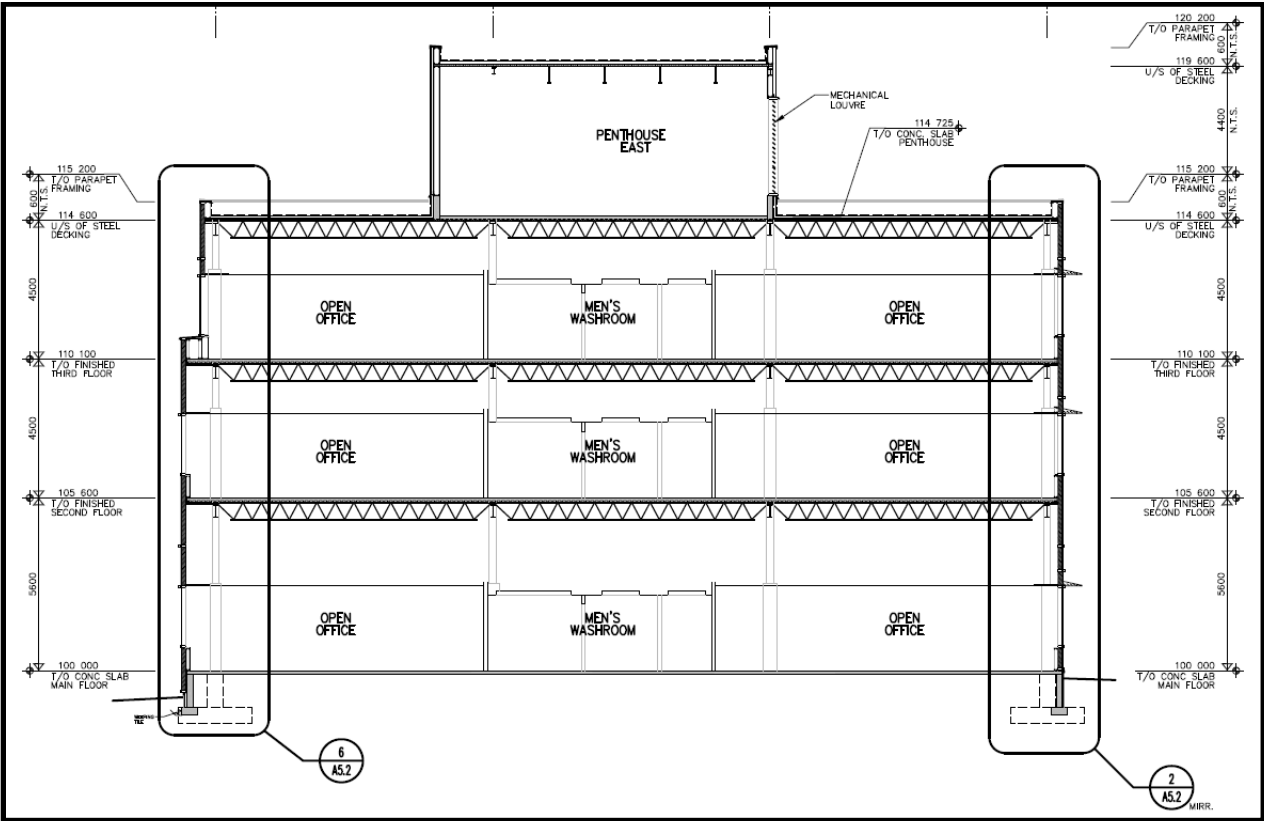 120 200
T/O PARAPET
FRAMING
600
N.T.S.
119 600
U/S OF STEEL
DECKING
MECHANICAL
LOUVRE
4400
N.T.S.
114 725
T/O CONC. SLAB
PENTHOUSE
PENTHOUSE
EAST
115 200
T/O PARAPET
FRAMING
600
N.T.S.
114 600
U/S OF STEEL
DECKING
115 200
T/O PARAPET
FRAMING
600
N.T.S.
114 600
U/S OF STEEL
DECKING
4500
OPEN
OFFICE
MEN'S
WASHROOM
OPEN
OFFICE
4500
110 100
T/O FINISHED
THIRD FLOOR
110 100
T/O FINISHED
THIRD FLOOR
4500
OPEN
OFFICE
MEN'S
WASHROOM
OPEN
OFFICE
4500
105 600
T/O FINISHED
SECOND FLOOR
105 600
T/O FINISHED
SECOND FLOOR
5600
OPEN
OFFICE
MEN'S
WASHROOM
OPEN
OFFICE
5600
100 000
T/O CONC SLAB
MAIN FLOOR
100 000
T/O CONC SLAB
MAIN FLOOR
TILE
6
A5.2
2
A5.2
MIRR.